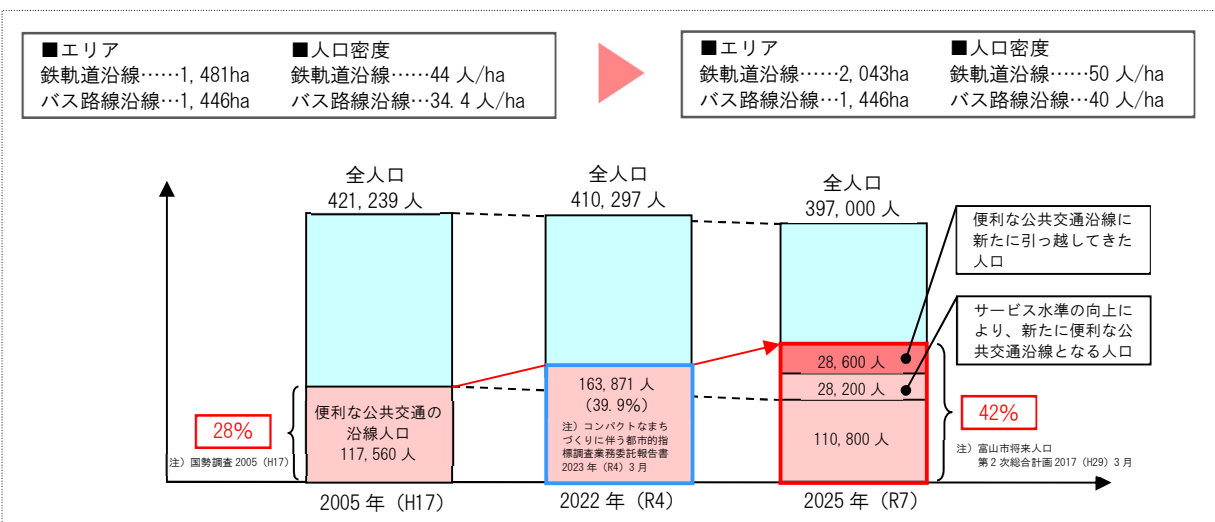 ■エリア
鉄軌道沿線……1,481ha
バス路線沿線…1,446ha
■人口密度
鉄軌道沿線……44 人/ha
バス路線沿線…34.4 人/ha
■エリア
鉄軌道沿線……2,043ha
バス路線沿線…1,446ha
■人口密度
鉄軌道沿線……50 人/ha
バス路線沿線…40 人/ha
全人口
421,239 人
全人口
410,297 人
全人口
397,000 人
便利な公共交通沿線に
新たに引っ越してきた
人口
サービス水準の向上に
より、新たに便利な公
共交通沿線となる人口
28%
注）国勢調査 2005（H17）
便利な公共交通の
沿線人口
117,560 人
163,871 人
（39.9%）
注）コンパクトなまち
づくりに伴う都市的指
標調査業務委託報告書
2023 年（R4）3 月
28,600 人
28,200 人
110,800 人
42%
注）富山市将来人口
第 2 次総合計画 2017（H29）3 月
2005 年（H17）
2022 年（R4）
2025 年（R7）